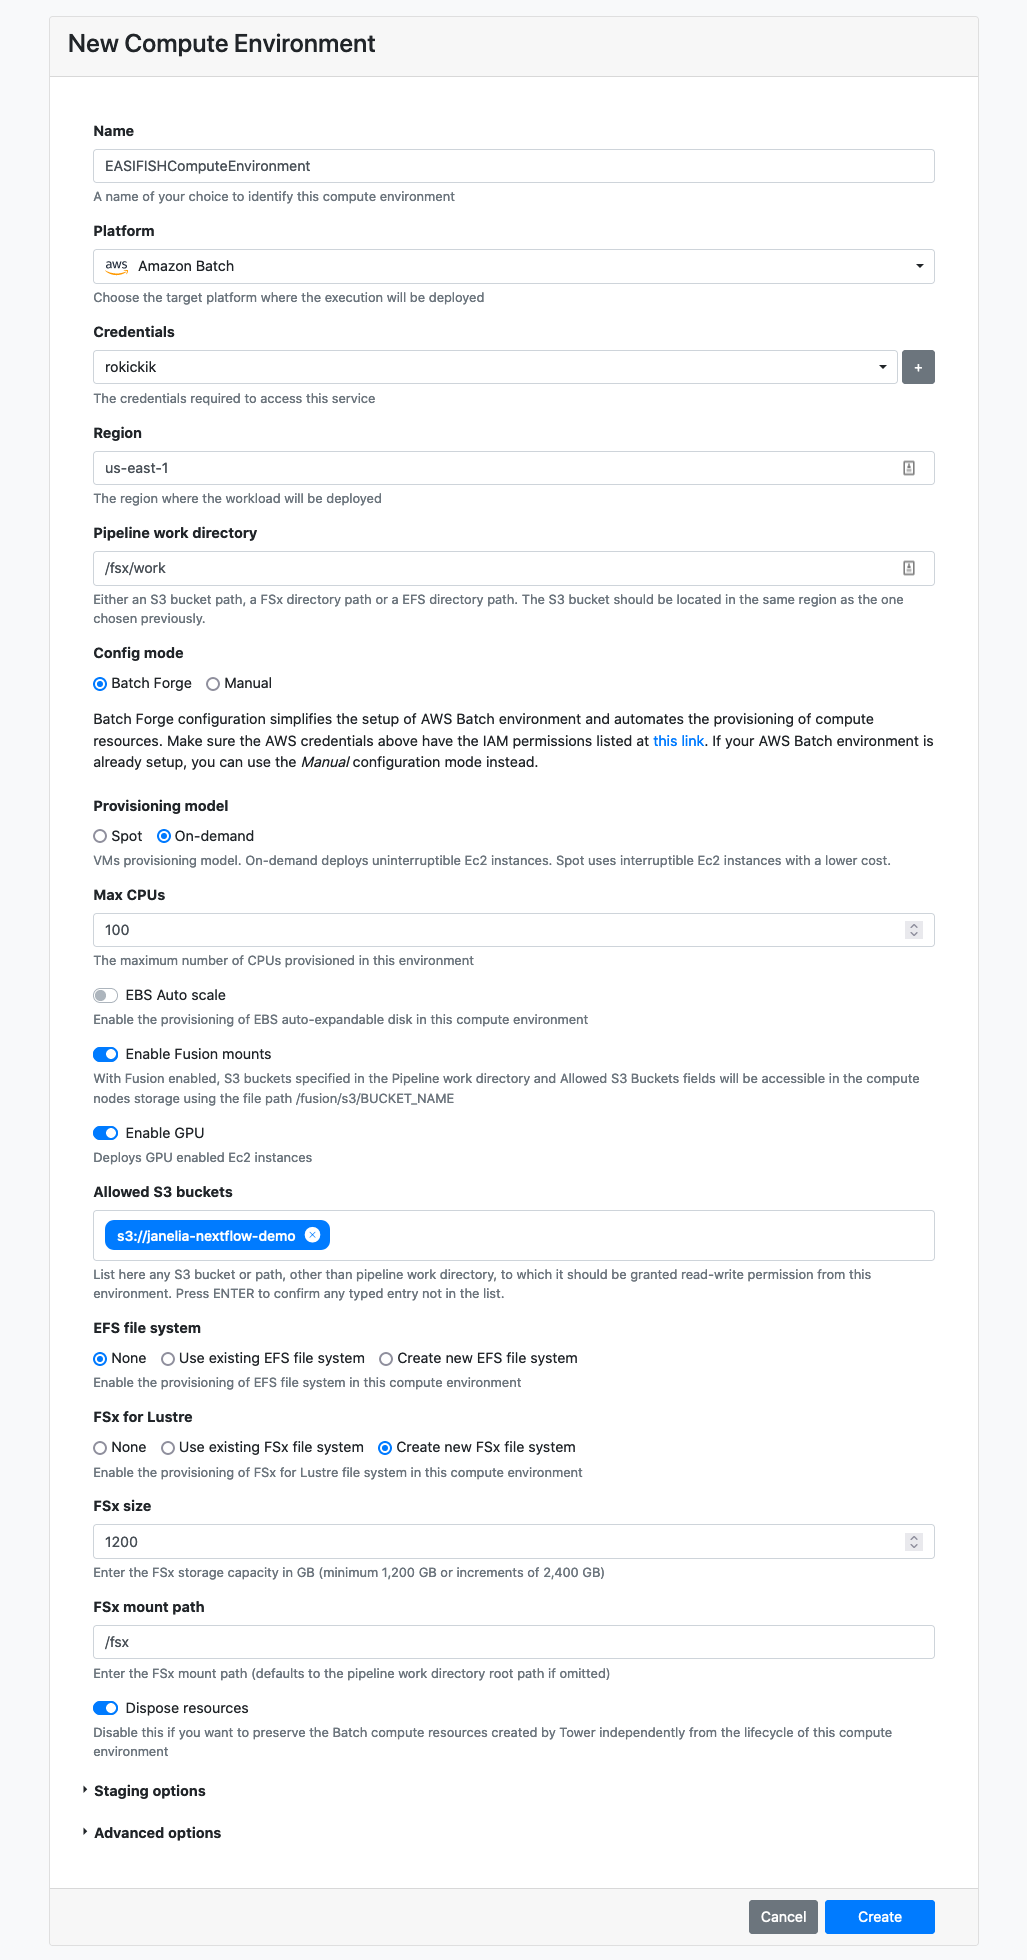 New Compute Environment
Name
EASIFISHComputeEnvironment
A name of your choice to identify this compute environment
Platform
aws Amazon Batch
Choose the target platform where the execution will be deployed
Credentials
rokickik
+
The credentials required to access this service
Region
us-east-1
The region where the workload will be deployed
Pipeline work directory
/fsx/work
Either an S3 bucket path, a FSx directory path or a EFS directory path. The S3 bucket should be located in the same region as the one
chosen previously.
Config mode
Batch Forge Manual
Batch Forge configuration simplifies the setup of AWS Batch environment and automates the provisioning of compute
resources. Make sure the AWS credentials above have the IAM permissions listed at this link. If your AWS Batch environment is
already setup, you can use the Manual configuration mode instead.
Provisioning model
Spot On-demand
VMs provisioning model. On-demand deploys uninterruptible Ec2 instances. Spot uses interruptible Ec2 instances with a lower cost.
Max CPUs
100
The maximum number of CPUs provisioned in this environment
EBS Auto scale
Enable the provisioning of EBS auto-expandable disk in this compute environment
Enable Fusion mounts
With Fusion enabled, S3 buckets specified in the Pipeline work directory and Allowed S3 Buckets fields will be accessible in the compute
nodes storage using the file path /fusion/s3/BUCKET_NAME
Enable GPU
Deploys GPU enabled Ec2 instances
Allowed S3 buckets
s3://janelia-nextflow-demo
List here any S3 bucket or path, other than pipeline work directory, to which it should be granted read-write permission from this
environment. Press ENTER to confirm any typed entry not in the list.
EFS file system
None Use existing EFS file system Create new EFS file system
Enable the provisioning of EFS file system in this compute environment
FSx for Lustre
None Use existing FSx file system Create new FSx file system
Enable the provisioning of FSx for Lustre file system in this compute environment
FSx size
1200
Enter the FSx storage capacity in GB (minimum 1,200 GB or increments of 2,400 GB)
FSx mount path
/fsx
Enter the FSx mount path (defaults to the pipeline work directory root path if omitted)
Dispose resources
Disable this if you want to preserve the Batch compute resources created by Tower independently from the lifecycle of this compute
environment
Staging options
Advanced options
Cancel Create